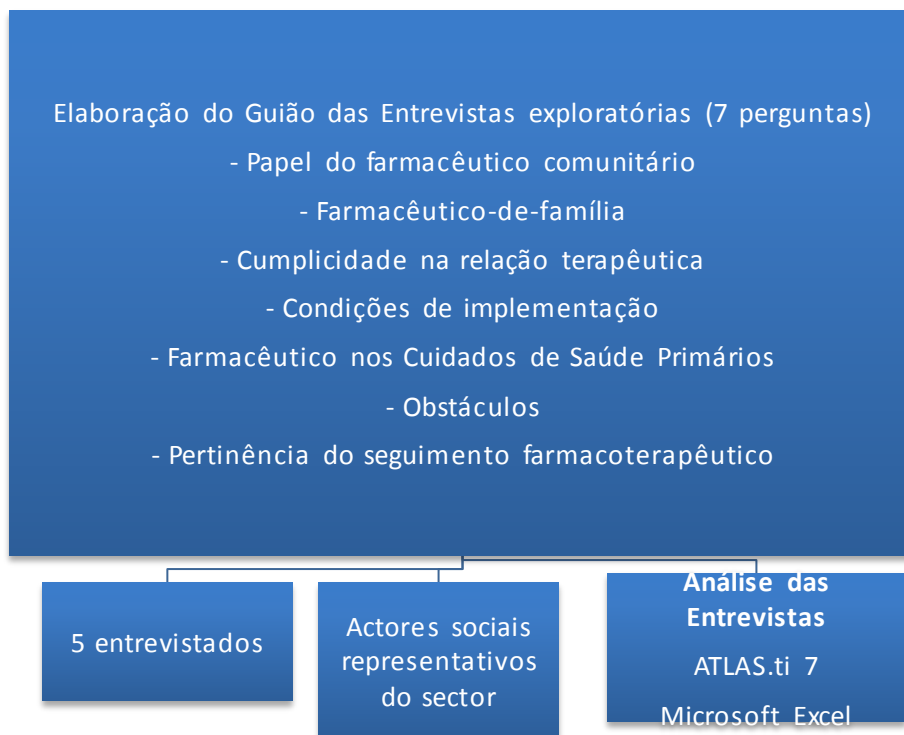 Elaboração do Guião das Entrevistas exploratórias (7 perguntas)
- Papel do farmacêutico comunitário
- Farmacêutico-de-família
- Cumplicidade na relação terapêutica
- Condições de implementação
- Farmacêutico nos Cuidados de Saúde Primários
- Obstáculos
- Pertinência do seguimento farmacoterapêutico
5 entrevistados
Actores sociais
representativos
do sector
Análise das
Entrevistas
ATLAS.ti 7
Microsoft Excel